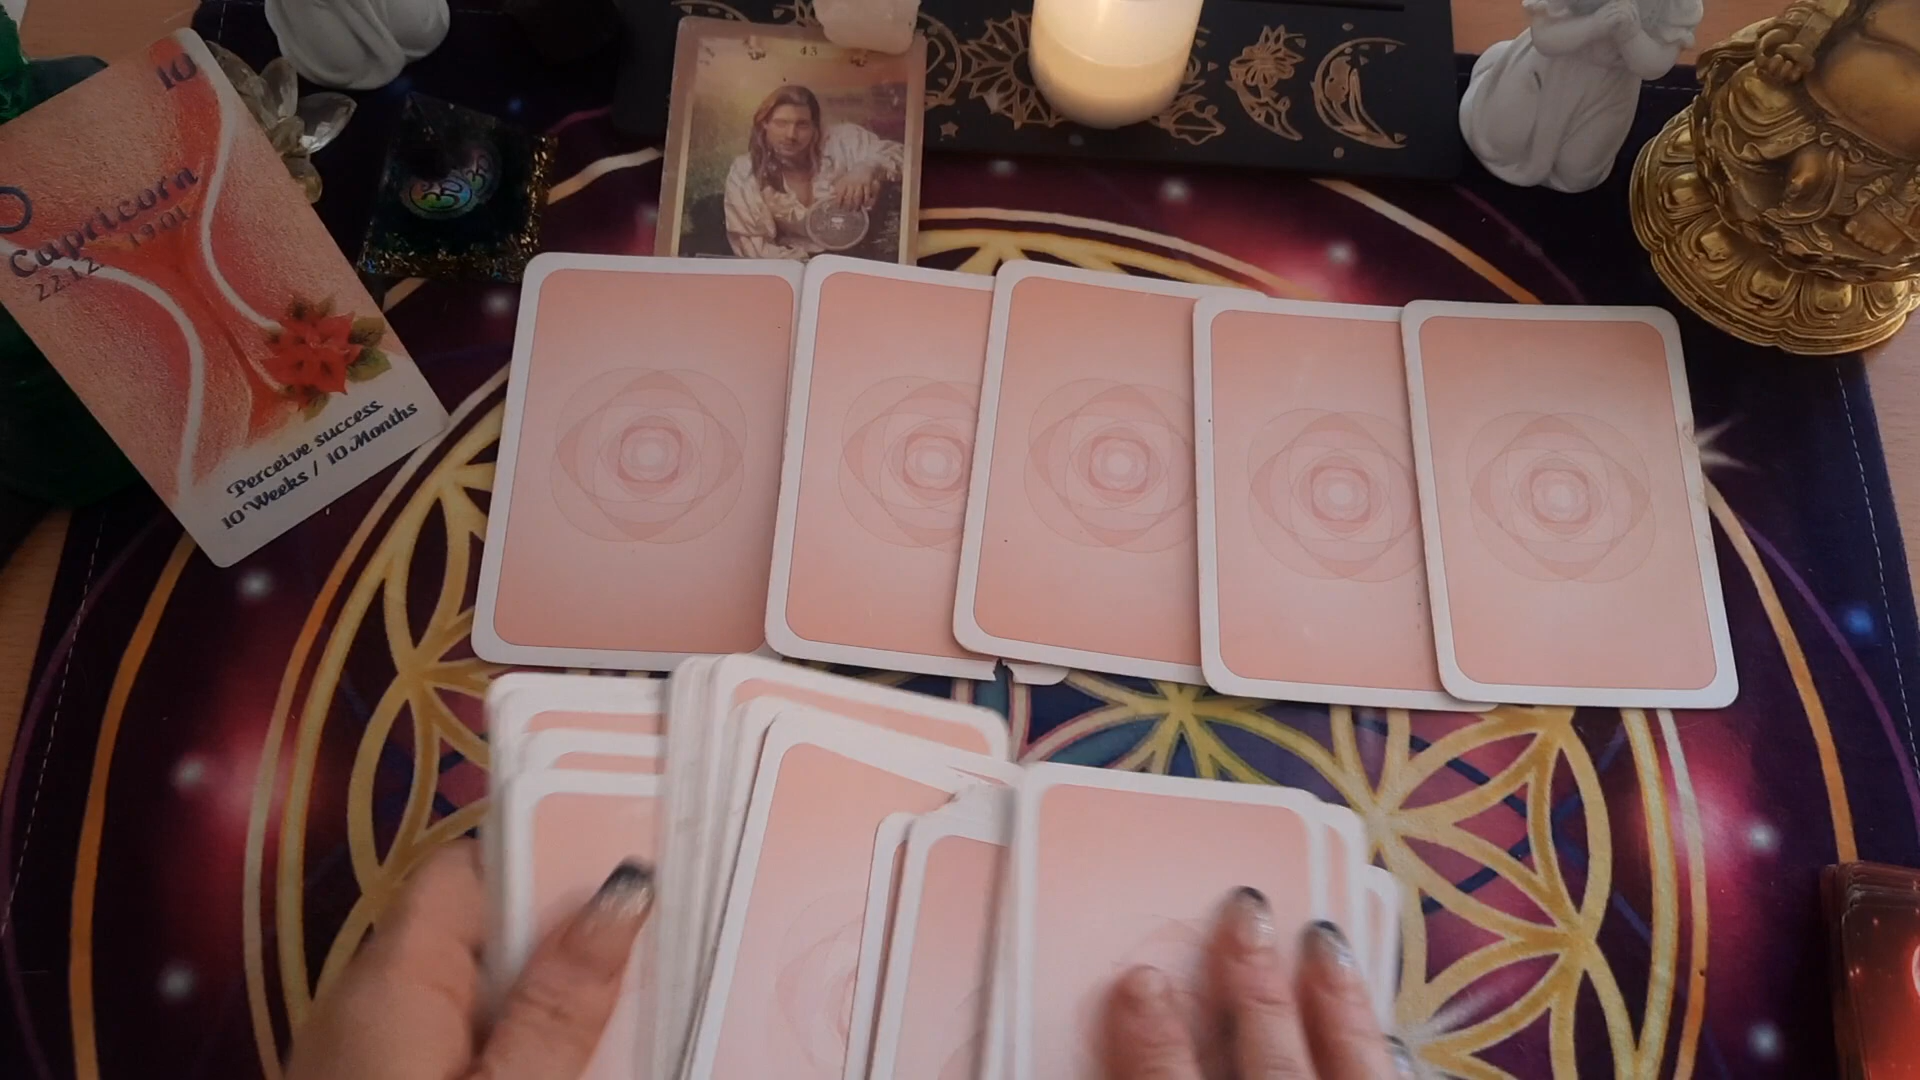 10
Capricorn
22.12 19.01
Perceive success
10 Weeks / 10 Months
43